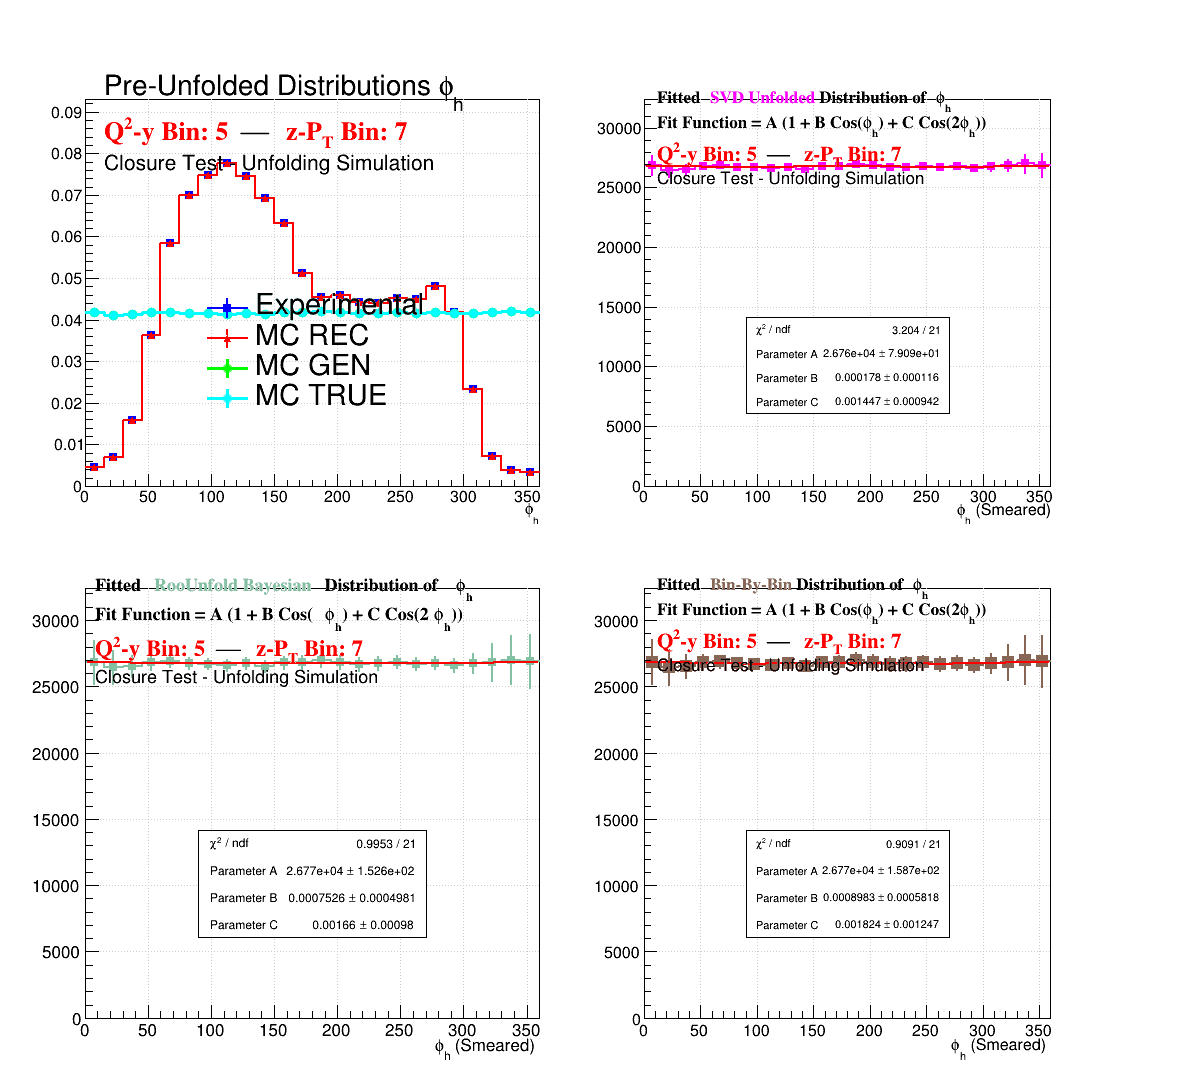 Pre-Unfolded Distributions ϕh
Q2-y Bin: 5 — z-PT Bin: 7
Closure Test - Unfolding Simulation
0.09
0.08
0.07
0.06
0.05
0.04
0.03
0.02
0.01
0
Experimental
MC REC
MC GEN
MC TRUE
0 50 100 150 200 250 300 350
ϕh
Fitted SVD Unfolded Distribution of ϕh
Fit Function = A (1 + B Cos(ϕh) + C Cos(2ϕh))
Q2-y Bin: 5 — z-PT Bin: 7
Closure Test - Unfolding Simulation
30000
25000
20000
15000
10000
5000
0
χ2 / ndf 3.204 / 21
Parameter A 2.676e+04 ± 7.909e+01
Parameter B 0.000178 ± 0.000116
Parameter C 0.001447 ± 0.000942
0 50 100 150 200 250 300 350
ϕh (Smeared)
Fitted RooUnfold Bayesian Distribution of ϕh
Fit Function = A (1 + B Cos( ϕh) + C Cos(2 ϕh))
Q2-y Bin: 5 — z-PT Bin: 7
Closure Test - Unfolding Simulation
30000
25000
20000
15000
10000
5000
0
χ2 / ndf 0.9953 / 21
Parameter A 2.677e+04 ± 1.526e+02
Parameter B 0.0007526 ± 0.0004981
Parameter C 0.00166 ± 0.00098
0 50 100 150 200 250 300 350
ϕh (Smeared)
Fitted Bin-By-Bin Distribution of ϕh
Fit Function = A (1 + B Cos(ϕh) + C Cos(2ϕh))
Q2-y Bin: 5 — z-PT Bin: 7
Closure Test - Unfolding Simulation
30000
25000
20000
15000
10000
5000
0
χ2 / ndf 0.9091 / 21
Parameter A 2.677e+04 ± 1.587e+02
Parameter B 0.0008983 ± 0.0005818
Parameter C 0.001824 ± 0.001247
0 50 100 150 200 250 300 350
ϕh (Smeared)